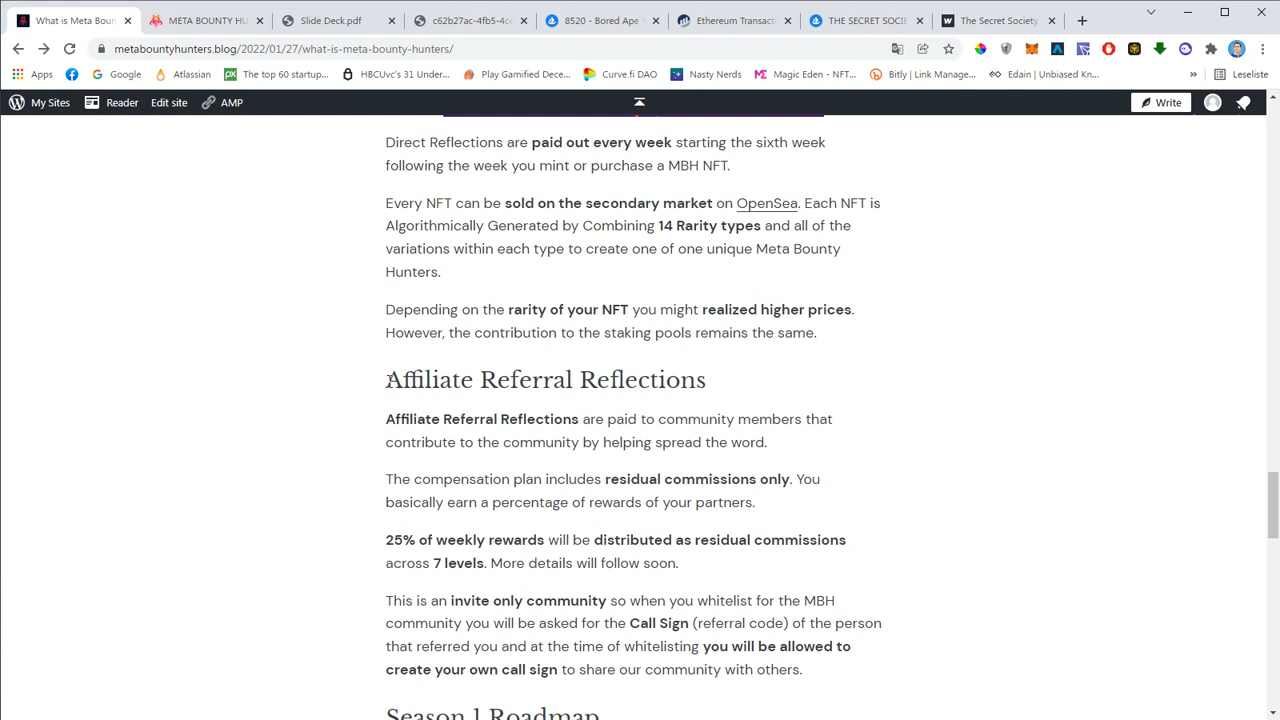 What is Meta Boun
META BOUNTY HU
Slide Deck.pdf
c62b27ac-4fb5-4ce
8520 - Bored Ape Y
Ethereum Transact
THE SECRET SOCIE
The Secret Society
metabountyhunters.blog/2022/01/27/what-is-meta-bounty-hunters/
Apps
Google
Atlassian
The top 60 startup...
HBCUvc's 31 Under...
Play Gamified Dece...
Curve.fi DAO
Nasty Nerds
Magic Eden - NFT...
Bitly | Link Manage...
Edain | Unbiased Kn...
»
Leseliste
My Sites
Reader
Edit site
AMP
Write
Direct Reflections are paid out every week starting the sixth week
following the week you mint or purchase a MBH NFT.
Every NFT can be sold on the secondary market on OpenSea. Each NFT is
Algorithmically Generated by Combining 14 Rarity types and all of the
variations within each type to create one of one unique Meta Bounty
Hunters.
Depending on the rarity of your NFT you might realized higher prices.
However, the contribution to the staking pools remains the same.
Affiliate Referral Reflections
Affiliate Referral Reflections are paid to community members that
contribute to the community by helping spread the word.
The compensation plan includes residual commissions only. You
basically earn a percentage of rewards of your partners.
25% of weekly rewards will be distributed as residual commissions
across 7 levels. More details will follow soon.
This is an invite only community so when you whitelist for the MBH
community you will be asked for the Call Sign (referral code) of the person
that referred you and at the time of whitelisting you will be allowed to
create your own call sign to share our community with others.
Season 1 Roadmap